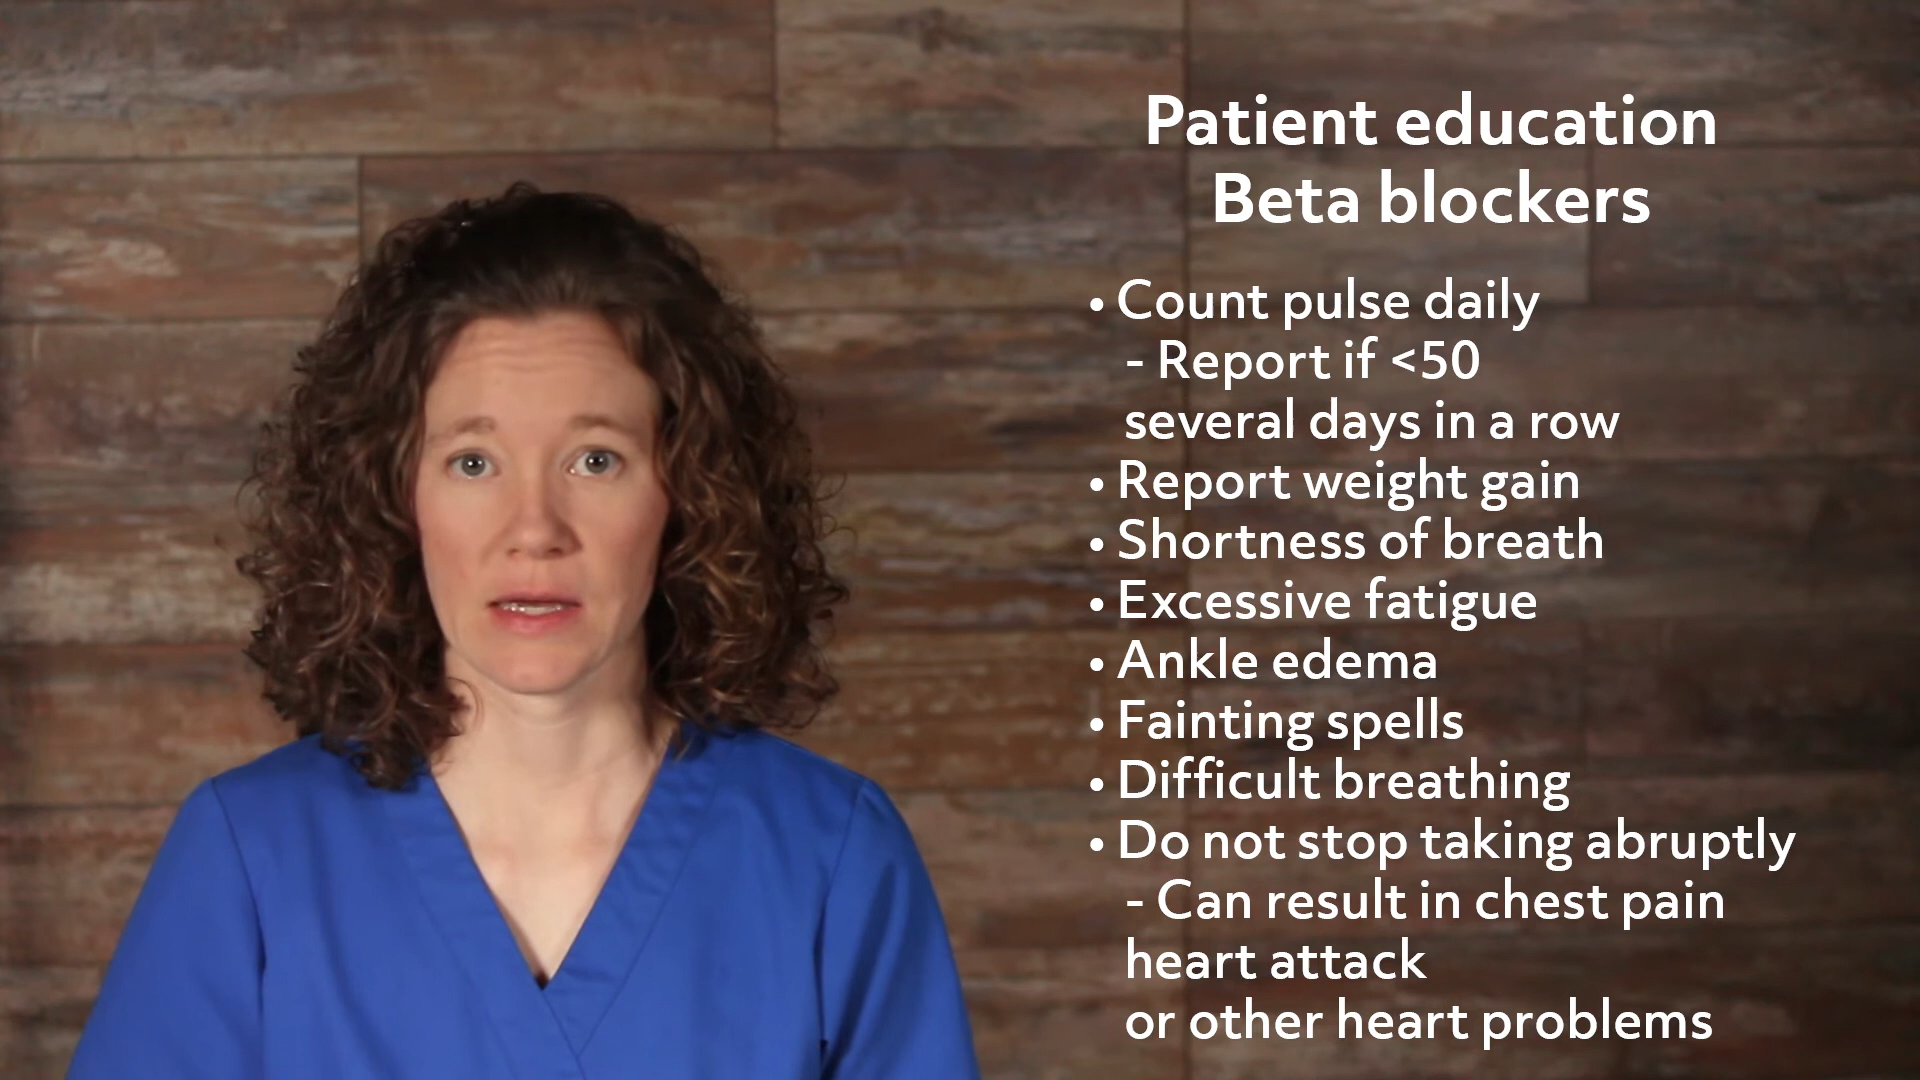 Patient education
Beta blockers
• Count pulse daily
- Report if <50
several days in a row
• Report weight gain
• Shortness of breath
• Excessive fatigue
• Ankle edema
• Fainting spells
• Difficult breathing
• Do not stop taking abruptly
- Can result in chest pain
heart attack
or other heart problems